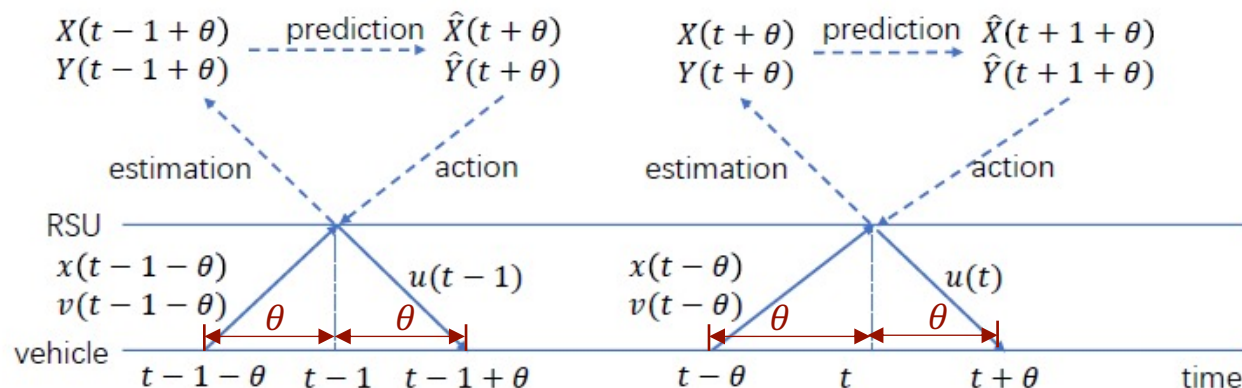 X(t − 1 + θ) prediction X̂(t + θ) X(t + θ) prediction X̂(t + 1 + θ)
Y(t − 1 + θ) Ŷ(t + θ) Y(t + θ) Ŷ(t + 1 + θ)
estimation action estimation action
RSU
x(t − 1 − θ) u(t − 1) x(t − θ) u(t)
v(t − 1 − θ) v(t − θ)
θ θ θ θ
vehicle
t − 1 − θ t − 1 t − 1 + θ t − θ t t + θ time